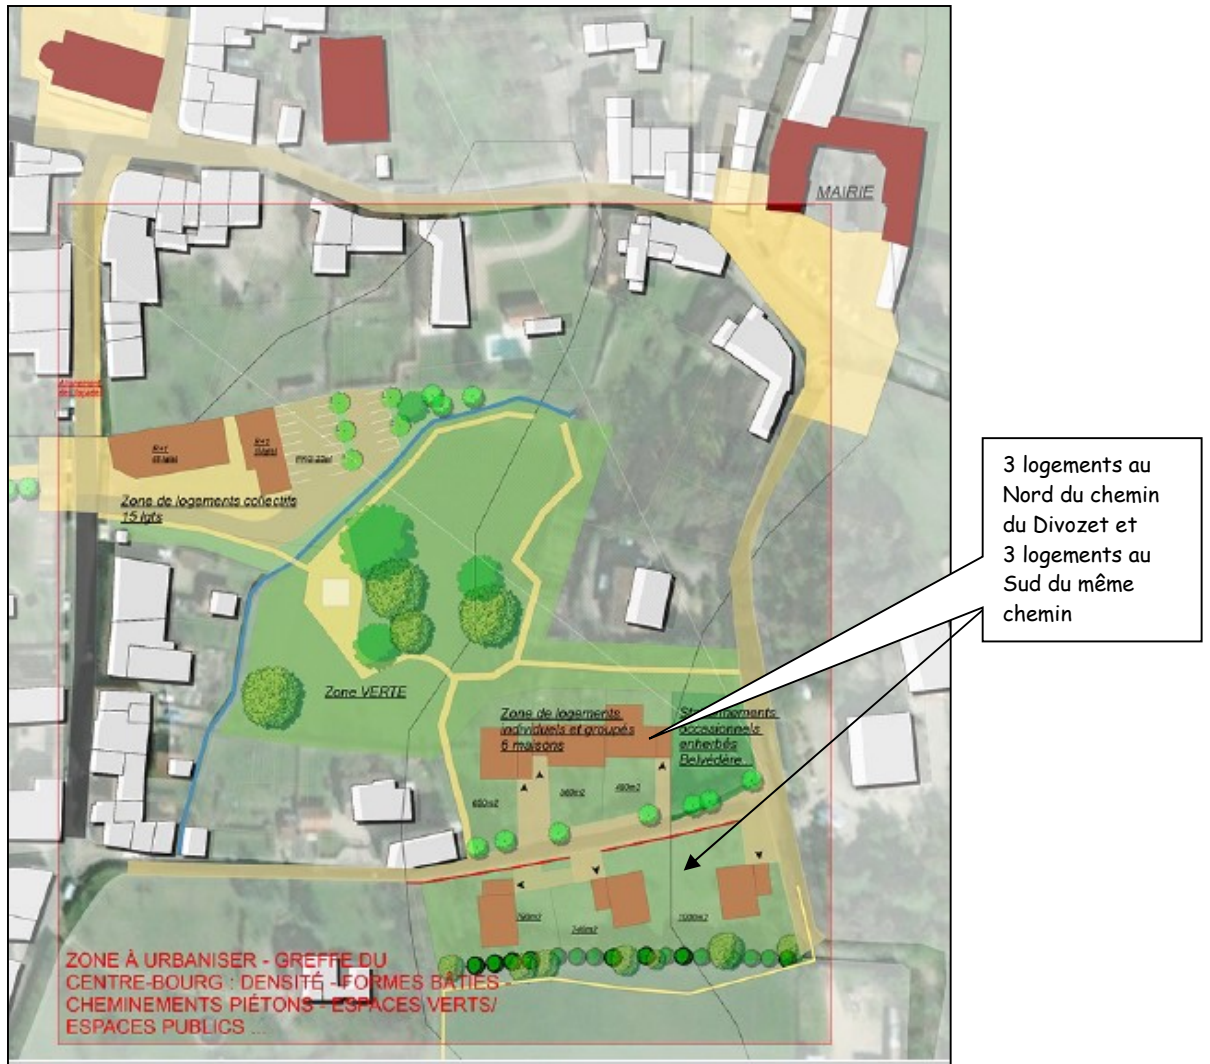 MAIRIE
3 logements au
Nord du chemin
du Divozet et
3 logements au
Sud du même
chemin
Zone de logements collectifs
15 lgts
Zone VERTE
Zone de logements
individuels et groupés
6 maisons
Stationnements
occasionnels
enherbés
Belvédère...
ZONE À URBANISER - GREFFE DU
CENTRE-BOURG : DENSITÉ - FORMES BÂTIES -
CHEMINEMENTS PIÉTONS - ESPACES VERTS/
ESPACES PUBLICS ...